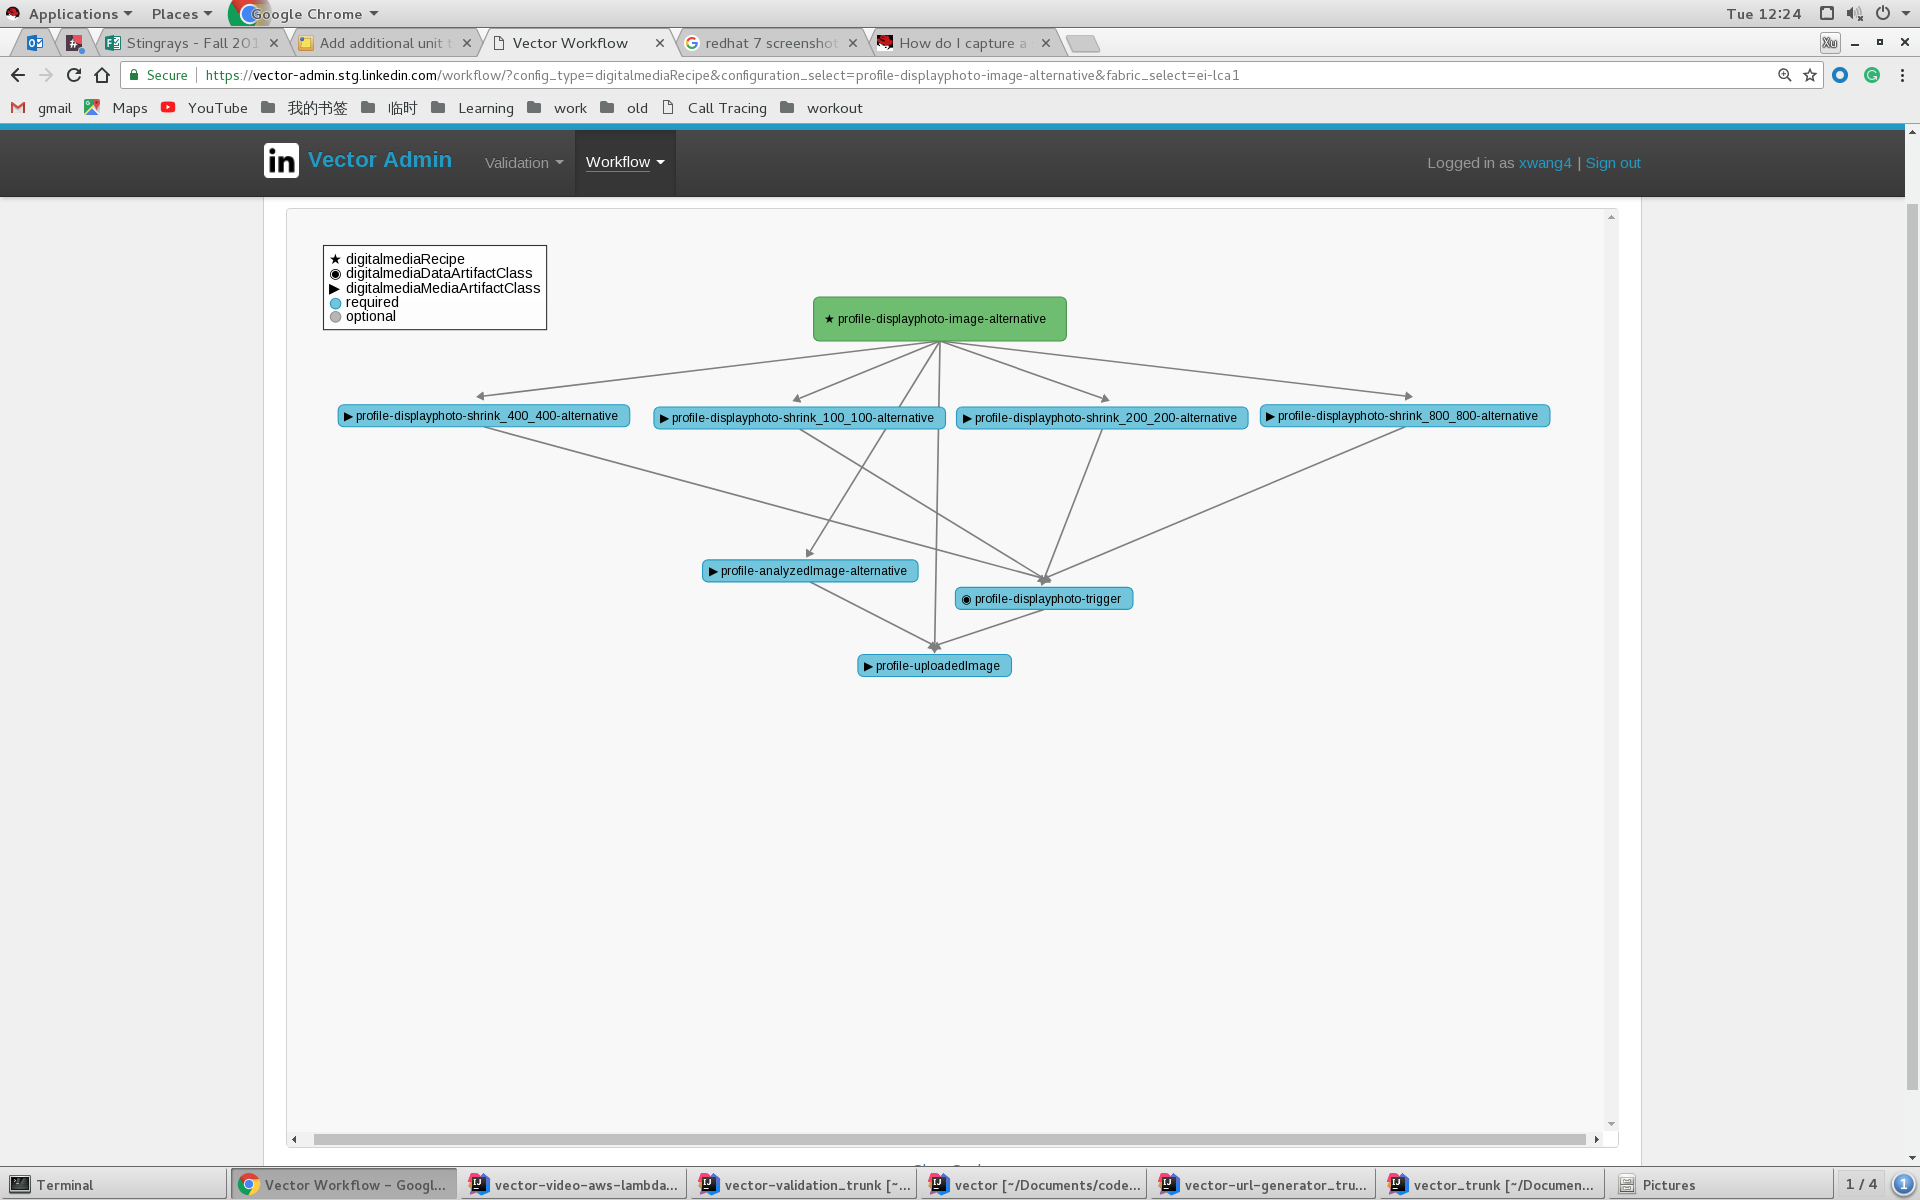 Applications Places Google Chrome Tue 12:24
Stingrays - Fall 201 Add additional unit t Vector Workflow redhat 7 screenshot How do I capture a Xu
Secure https://vector-admin.stg.linkedin.com/workflow/?config_type=digitalmediaRecipe&configuration_select=profile-displayphoto-image-alternative&fabric_select=ei-lca1
gmail Maps YouTube 我的书签 临时 Learning work old Call Tracing workout
in Vector Admin Validation Workflow Logged in as xwang4 | Sign out
★ digitalmediaRecipe
◉ digitalmediaDataArtifactClass
▶ digitalmediaMediaArtifactClass
required
optional
★ profile-displayphoto-image-alternative
▶ profile-displayphoto-shrink_400_400-alternative
▶ profile-displayphoto-shrink_100_100-alternative
▶ profile-displayphoto-shrink_200_200-alternative
▶ profile-displayphoto-shrink_800_800-alternative
▶ profile-analyzedImage-alternative
◉ profile-displayphoto-trigger
▶ profile-uploadedImage
Terminal Vector Workflow – Googl... vector-video-aws-lambda... vector-validation_trunk [~... vector [~/Documents/code... vector-url-generator_tru... vector_trunk [~/Documen... Pictures 1 / 4 1